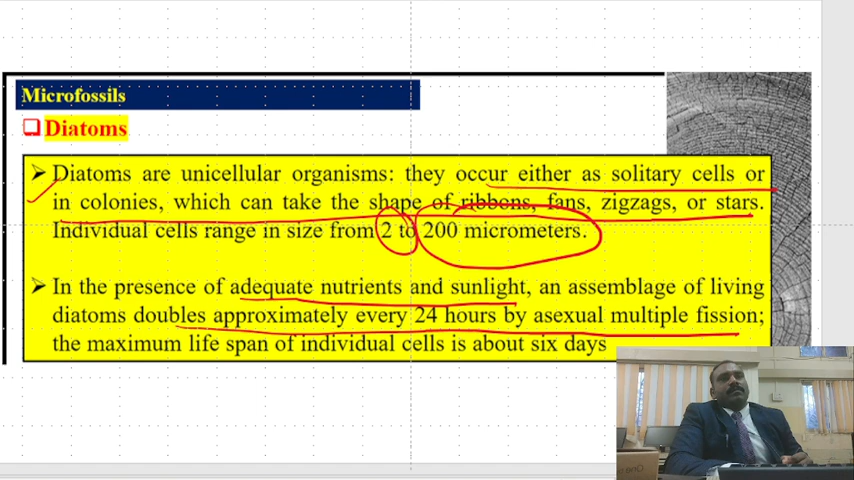 Microfossils
❑ Diatoms
➤ Diatoms are unicellular organisms: they occur either as solitary cells or
in colonies, which can take the shape of ribbons, fans, zigzags, or stars.
Individual cells range in size from 2 to 200 micrometers.
➤ In the presence of adequate nutrients and sunlight, an assemblage of living
diatoms doubles approximately every 24 hours by asexual multiple fission;
the maximum life span of individual cells is about six days